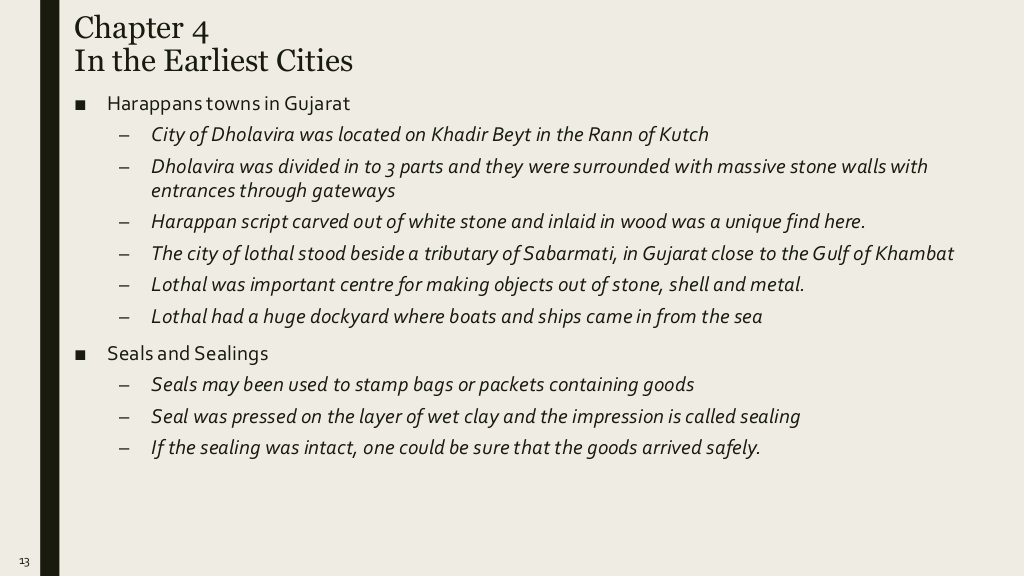 Chapter 4
In the Earliest Cities
■ Harappans towns in Gujarat
– City of Dholavira was located on Khadir Beyt in the Rann of Kutch
– Dholavira was divided in to 3 parts and they were surrounded with massive stone walls with
entrances through gateways
– Harappan script carved out of white stone and inlaid in wood was a unique find here.
– The city of lothal stood beside a tributary of Sabarmati, in Gujarat close to the Gulf of Khambat
– Lothal was important centre for making objects out of stone, shell and metal.
– Lothal had a huge dockyard where boats and ships came in from the sea
■ Seals and Sealings
– Seals may been used to stamp bags or packets containing goods
– Seal was pressed on the layer of wet clay and the impression is called sealing
– If the sealing was intact, one could be sure that the goods arrived safely.
13